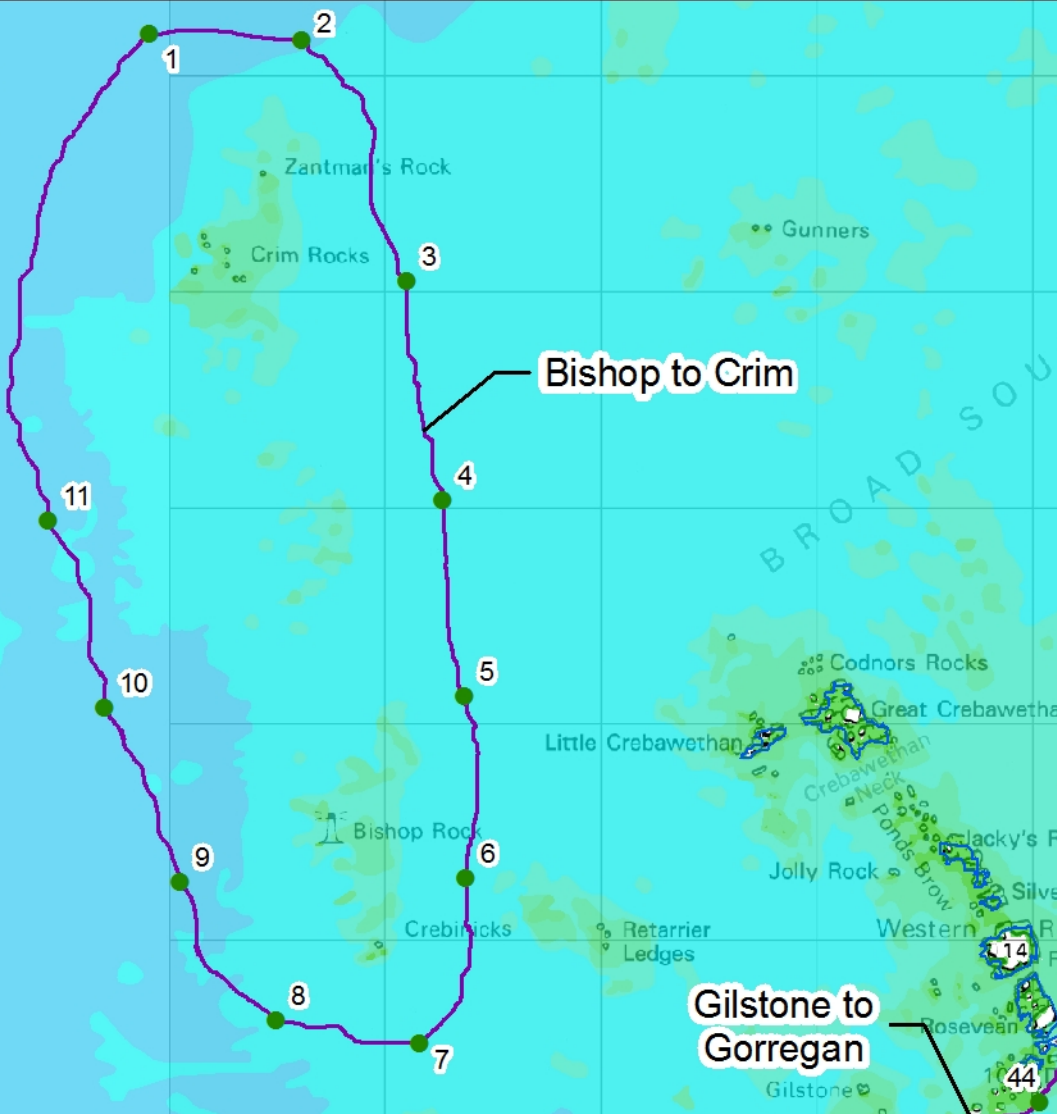 1
2
Zantman's Rock
Gunners
Crim Rocks
3
Bishop to Crim
BROAD SOU
4
11
Codnors Rocks
5
10
Great Crebawetha
Little Crebawethan
Crebawethan
Neck
Ponds Brow
Bishop Rock
Jacky's R
6
9
Jolly Rock
Silve
Crebinicks
Retarrier
Ledges
Western R
14
8
Gilstone to
Gorregan
Rosevean
7
44
Gilstone